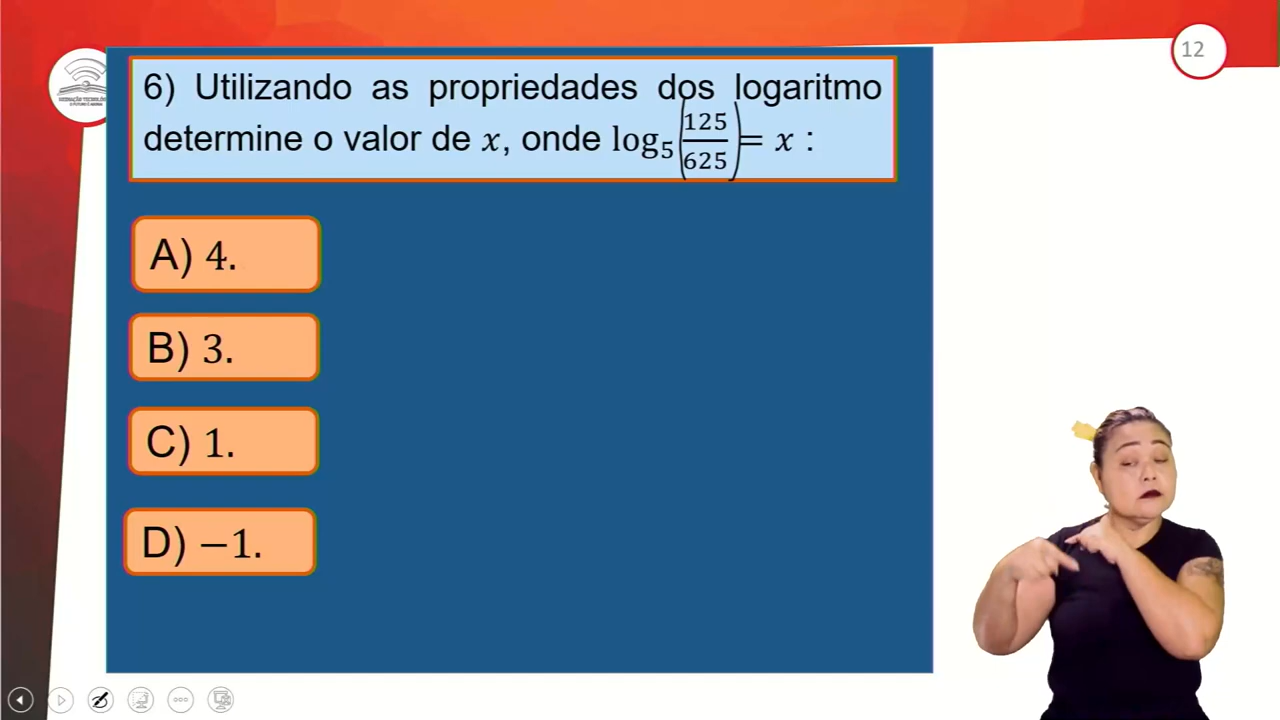 12
6) Utilizando as propriedades dos logaritmo
determine o valor de x, onde log₅(125/625) = x :
A) 4.
B) 3.
C) 1.
D) −1.